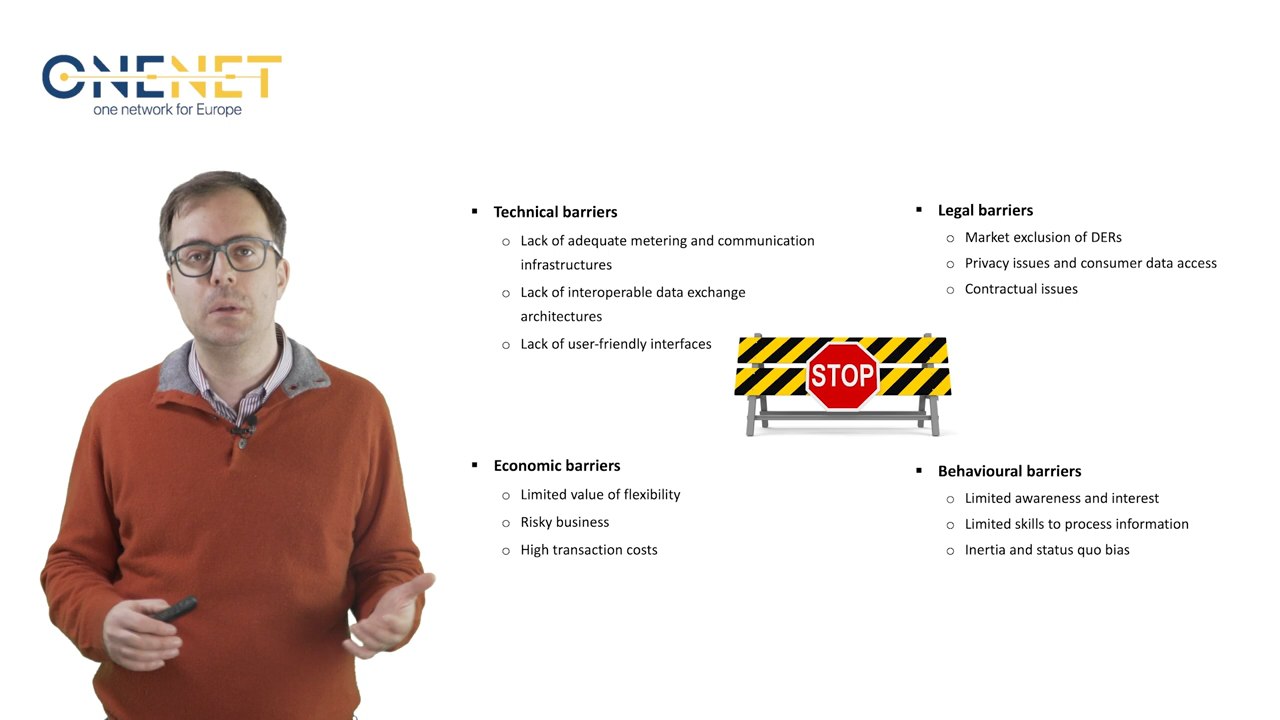 ONENET
one network for Europe
▪ Technical barriers
o Lack of adequate metering and communication
infrastructures
o Lack of interoperable data exchange
architectures
o Lack of user-friendly interfaces
▪ Legal barriers
o Market exclusion of DERs
o Privacy issues and consumer data access
o Contractual issues
STOP
▪ Economic barriers
o Limited value of flexibility
o Risky business
o High transaction costs
▪ Behavioural barriers
o Limited awareness and interest
o Limited skills to process information
o Inertia and status quo bias